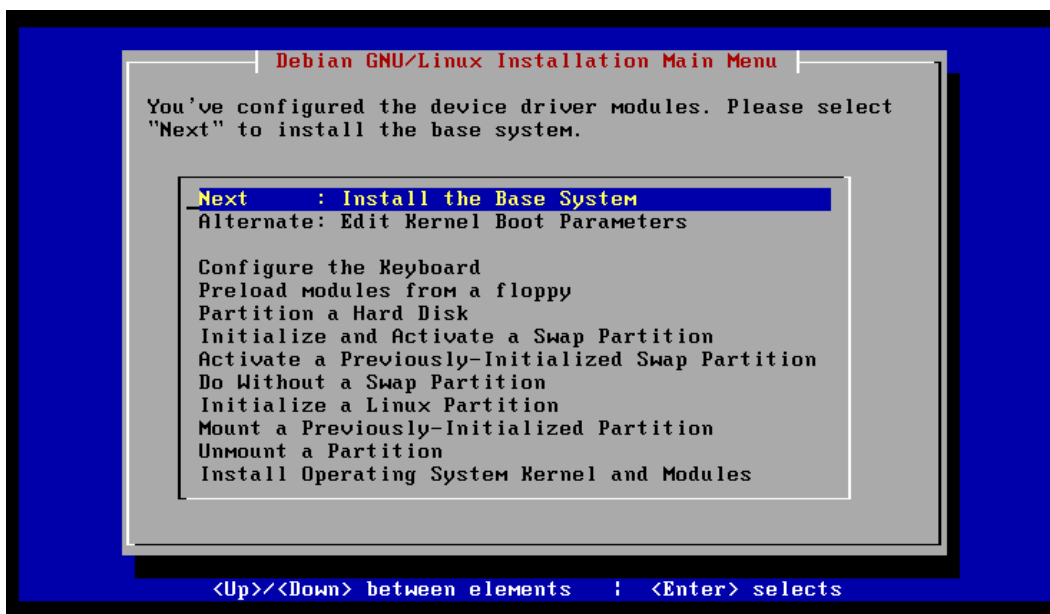 Debian GNU/Linux Installation Main Menu
You've configured the device driver modules. Please select
"Next" to install the base system.
Next      : Install the Base System
Alternate: Edit Kernel Boot Parameters
Configure the Keyboard
Preload modules from a floppy
Partition a Hard Disk
Initialize and Activate a Swap Partition
Activate a Previously-Initialized Swap Partition
Do Without a Swap Partition
Initialize a Linux Partition
Mount a Previously-Initialized Partition
Unmount a Partition
Install Operating System Kernel and Modules
<Up>/<Down> between elements   ¦  <Enter> selects